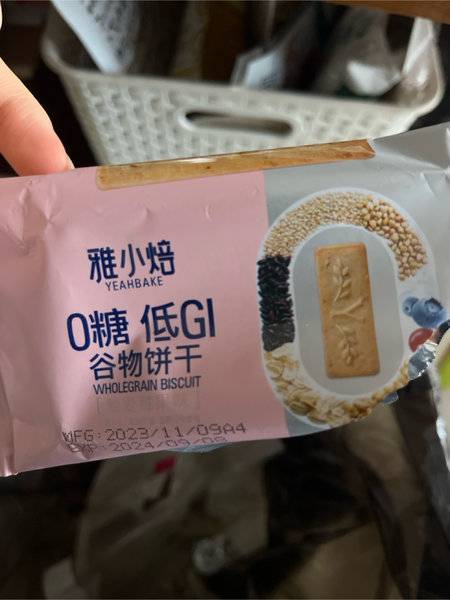 雅小焙
YEAHBAKE
0糖 低GI
谷物饼干
WHOLEGRAIN BISCUIT
MFG:2023/11/09A4
EXP:2024/09/08